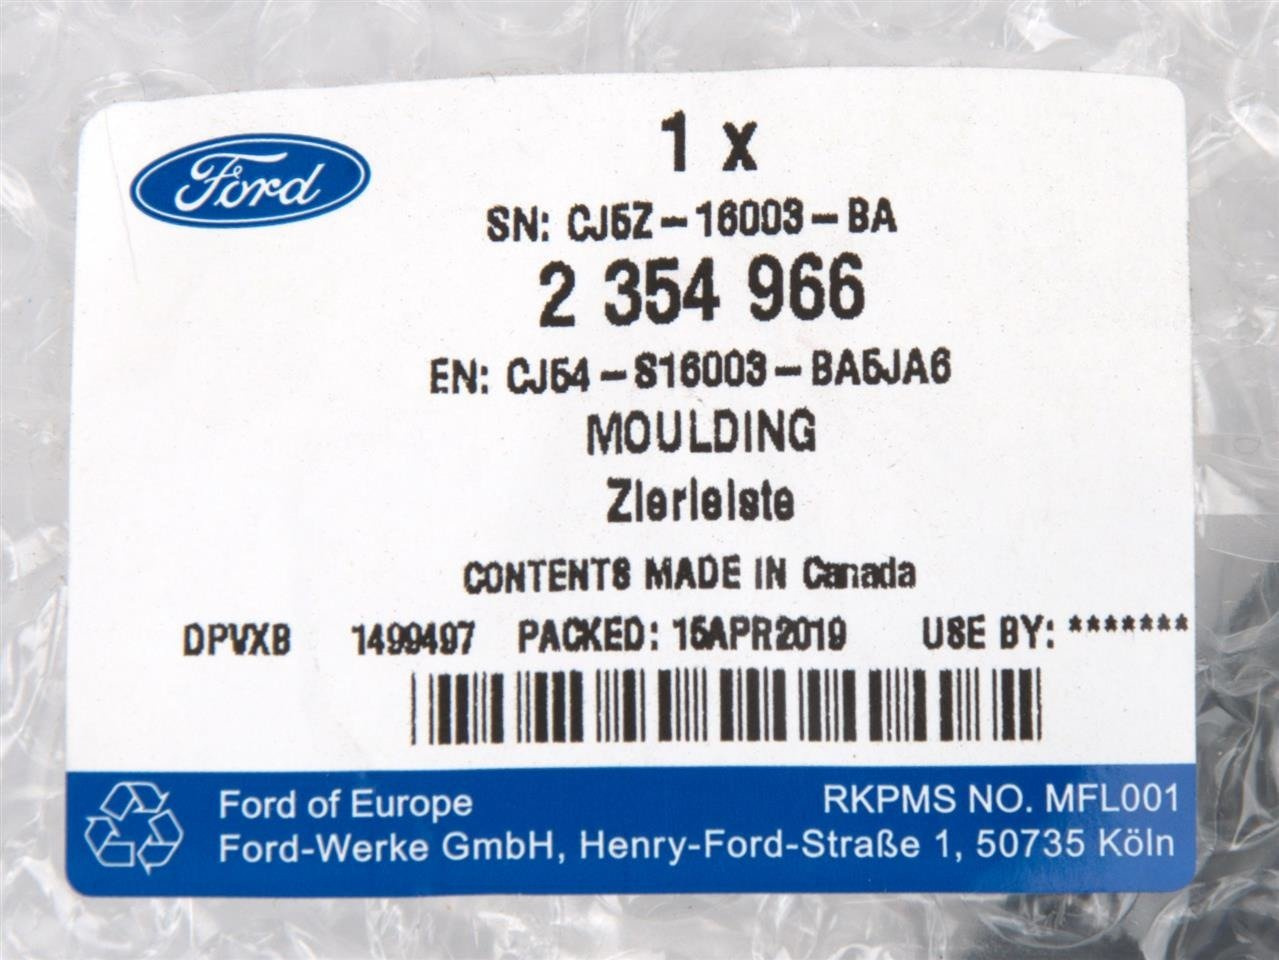 Ford
1 x
SN: CJ5Z-16003-BA
2 354 966
EN: CJ54-S16003-BA5JA6
MOULDING
Zierleiste
CONTENTS MADE IN Canada
DPVXB 1499497 PACKED: 15APR2019 USE BY: *******
Ford of Europe RKPMS NO. MFL001
Ford-Werke GmbH, Henry-Ford-Straße 1, 50735 Köln